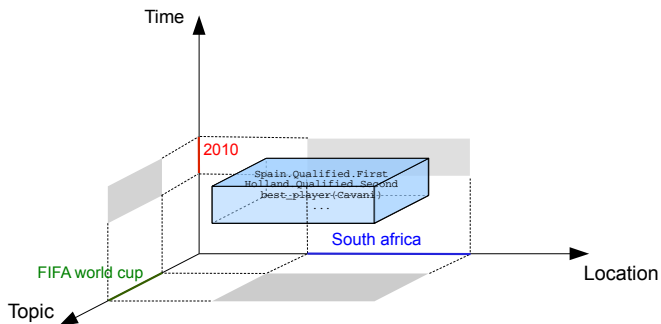 Time
2010
Spain.Qualified.First
Holland.Qualified.Second
best_player(Cavani)
...
South africa
FIFA world cup
Location
Topic